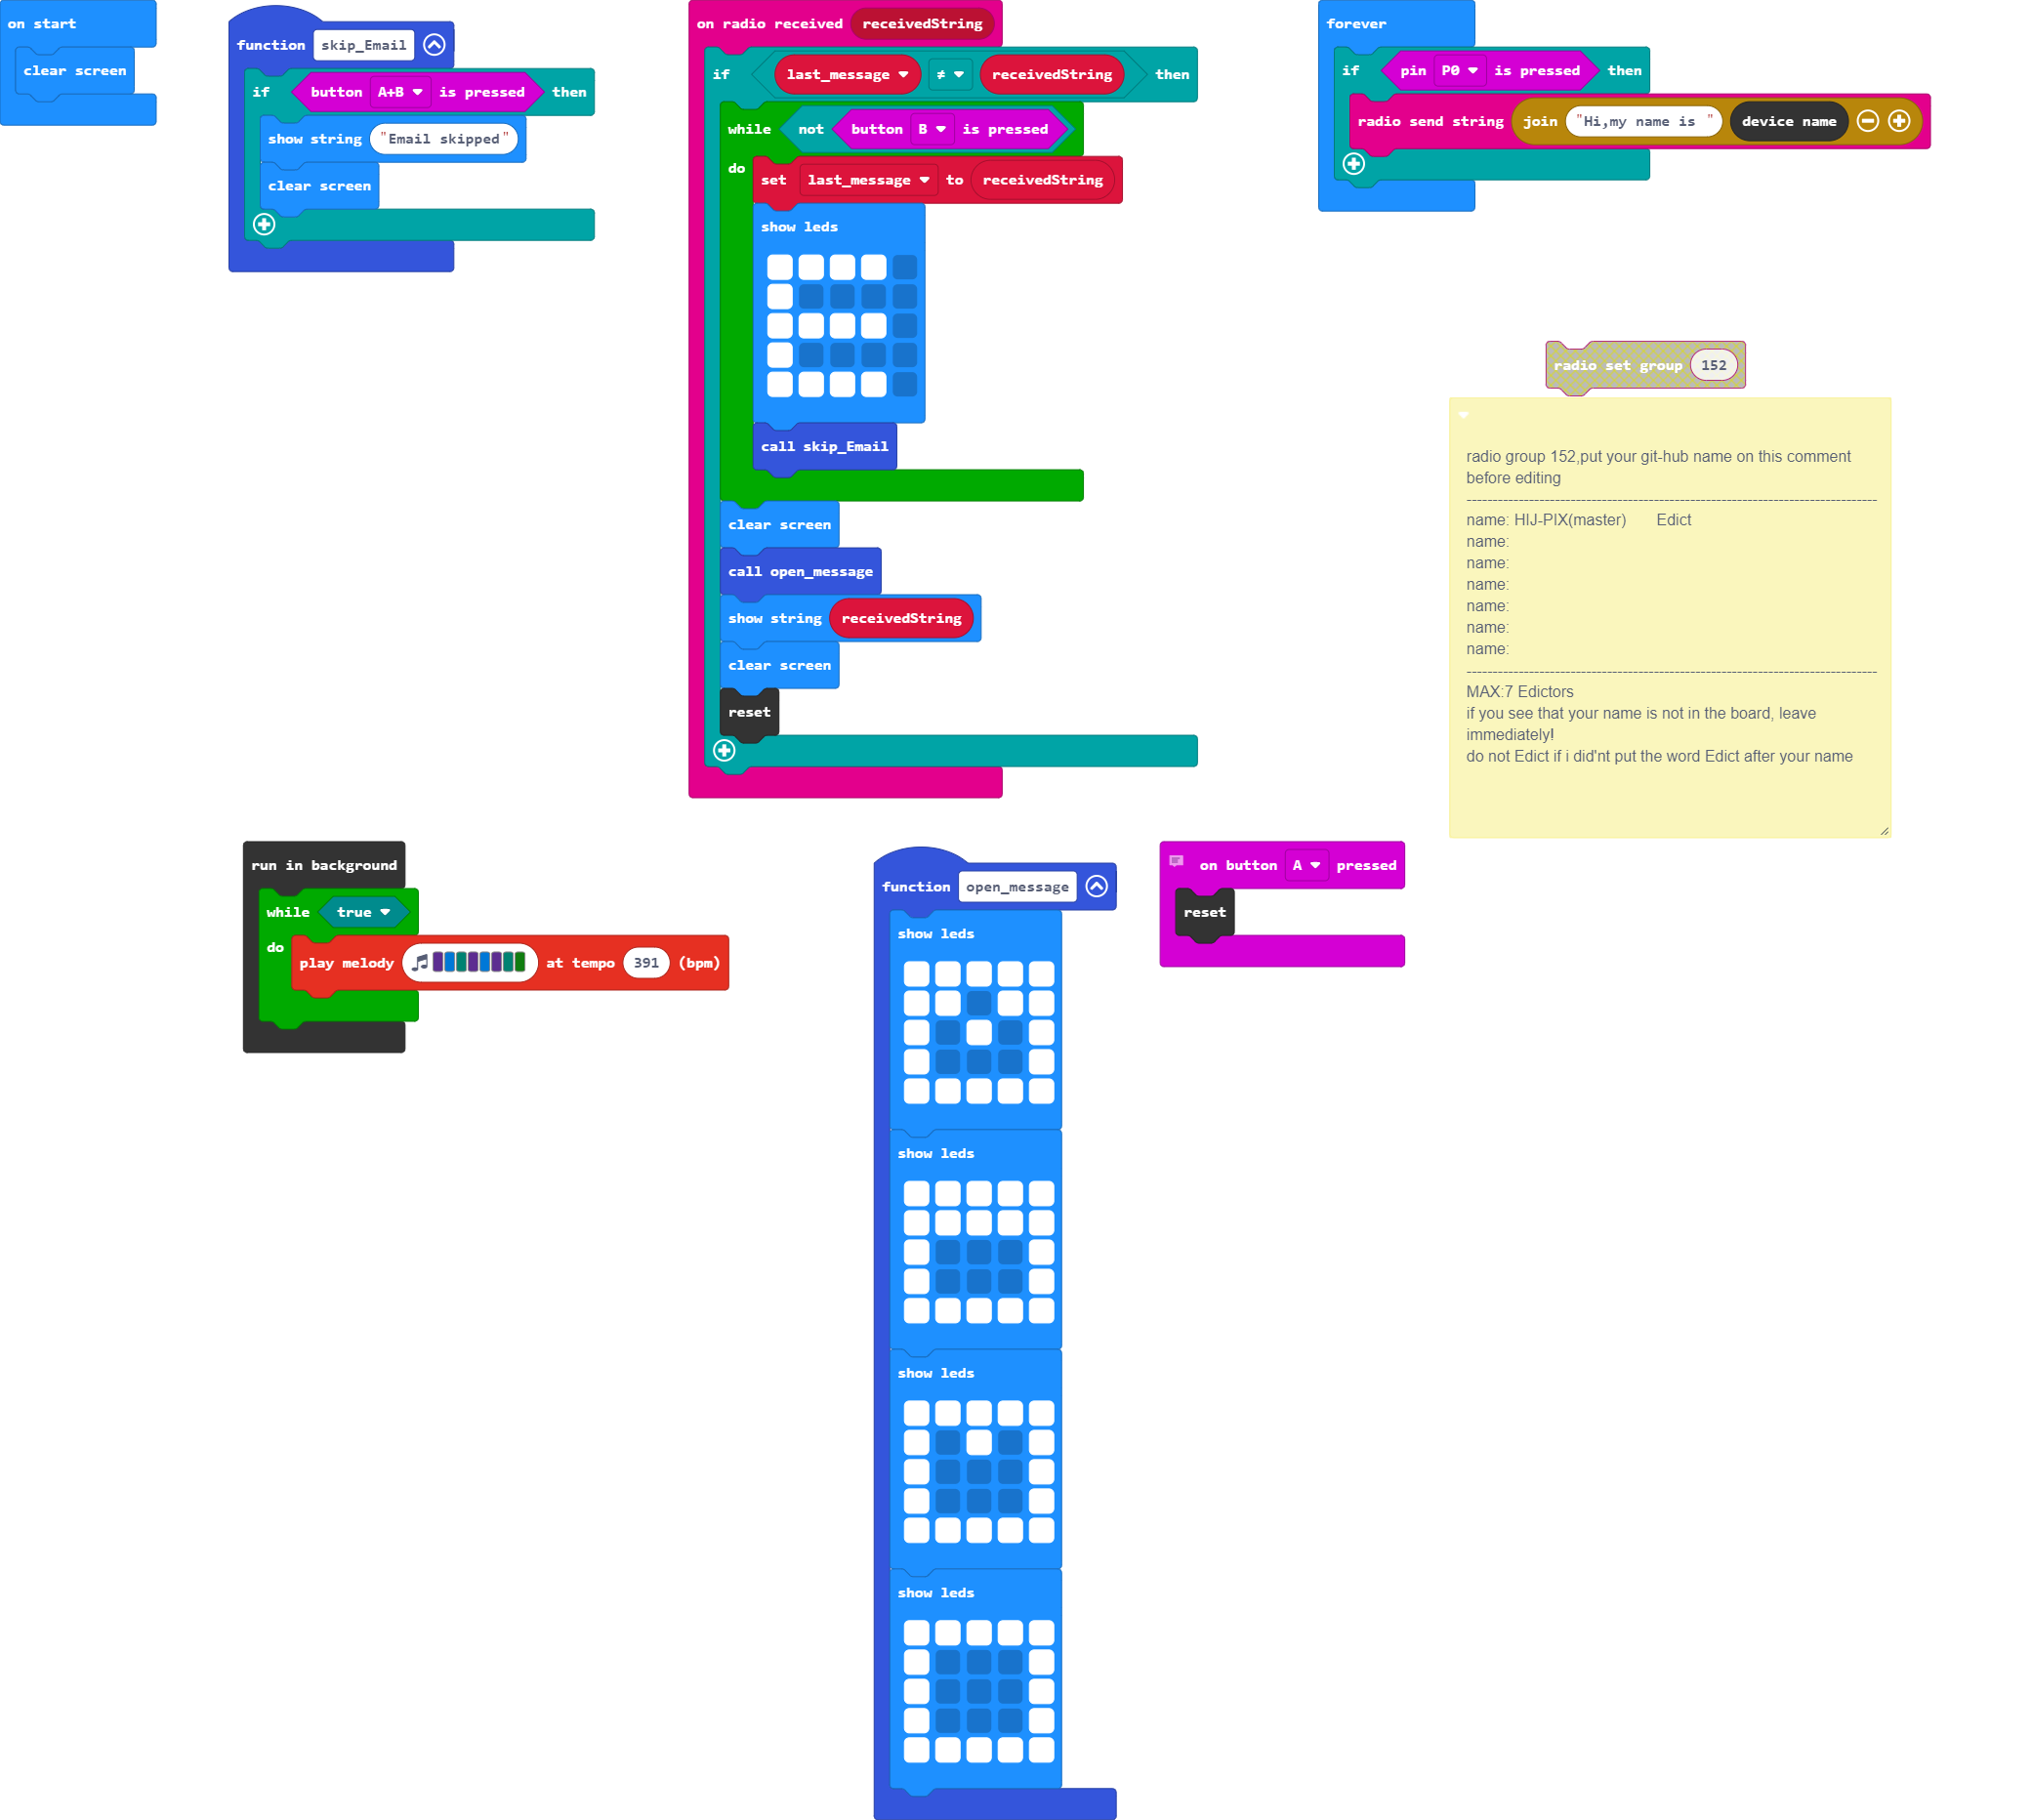 on start
clear screen
function skip_Email
if button A+B is pressed then
show string "Email skipped"
clear screen
on radio received receivedString
if last_message ≠ receivedString then
while not button B is pressed
do set last_message to receivedString
show leds
call skip_Email
clear screen
call open_message
show string receivedString
clear screen
reset
forever
if pin P0 is pressed then
radio send string join "Hi,my name is " device name
radio set group 152
radio group 152,put your git-hub name on this comment
before editing
--------------------------------------------------------------------------------
name: HIJ-PIX(master) Edict
name:
name:
name:
name:
name:
name:
--------------------------------------------------------------------------------
MAX:7 Edictors
if you see that your name is not in the board, leave
immediately!
do not Edict if i did'nt put the word Edict after your name
run in background
while true
do play melody at tempo 391 (bpm)
function open_message
show leds
show leds
show leds
show leds
on button A pressed
reset